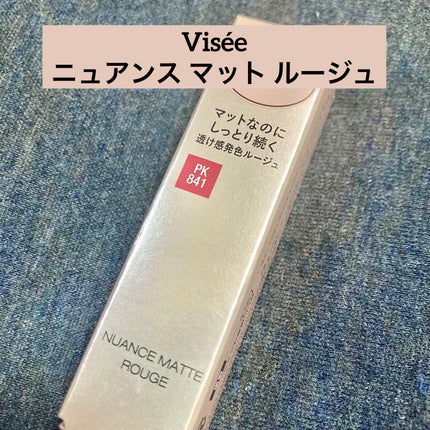 Visée
ニュアンス マット ルージュ
マットなのに
しっとり続く
透け感発色ルージュ
PK
841
NUANCE MATTE
ROUGE